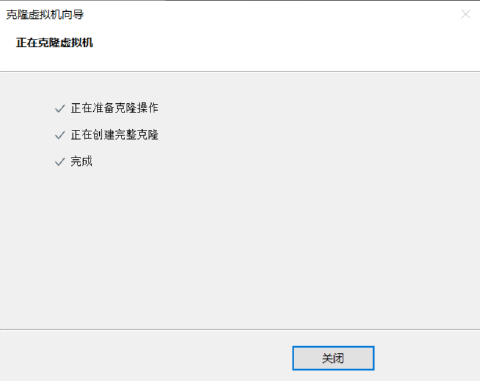 克隆虚拟机向导
正在克隆虚拟机
正在准备克隆操作
正在创建完整克隆
完成
关闭